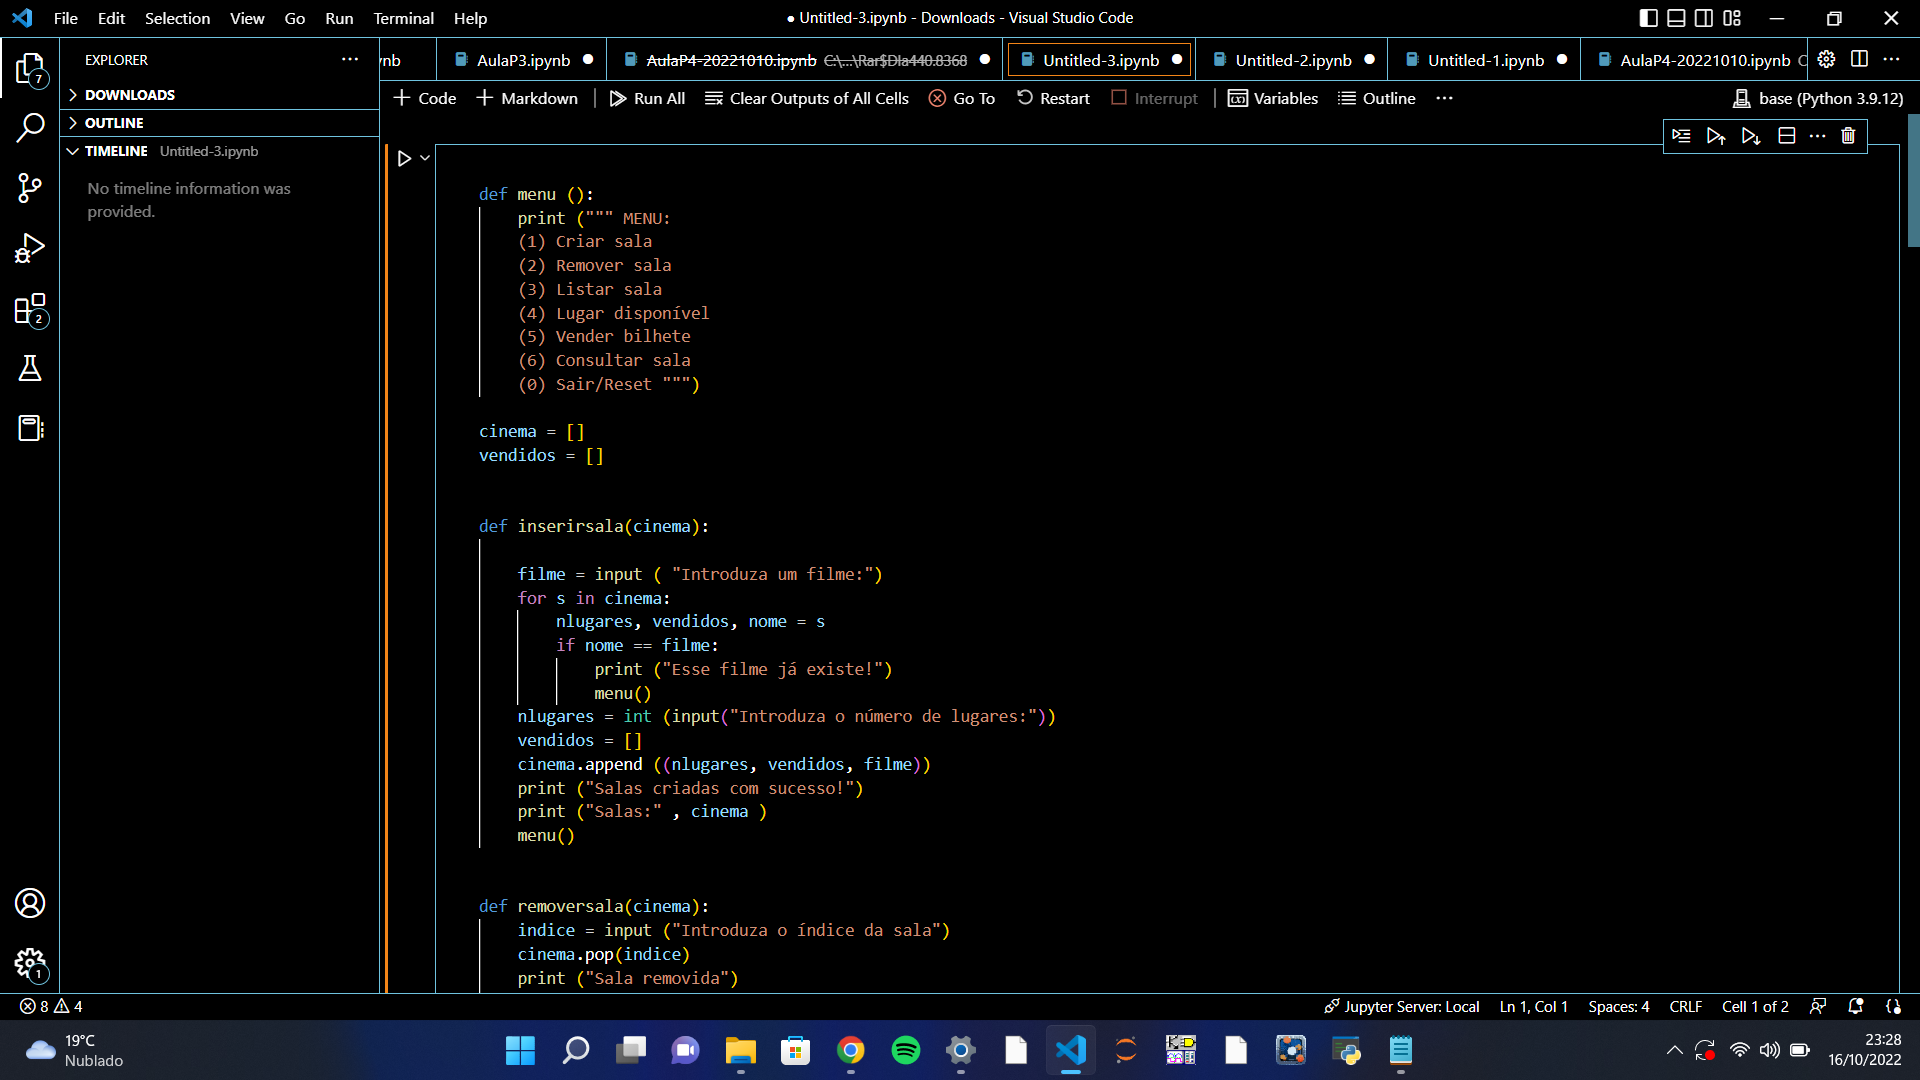 File Edit Selection View Go Run Terminal Help
● Untitled-3.ipynb - Downloads - Visual Studio Code
EXPLORER ···
7
DOWNLOADS
OUTLINE
TIMELINE Untitled-3.ipynb
No timeline information was
provided.
2
1
nb AulaP3.ipynb AulaP4-20221010.ipynb C:\...\Rar$DIa440.8368 Untitled-3.ipynb Untitled-2.ipynb Untitled-1.ipynb AulaP4-20221010.ipynb C
+ Code + Markdown Run All Clear Outputs of All Cells Go To Restart Interrupt Variables Outline ··· base (Python 3.9.12)
def menu ():
print (""" MENU:
(1) Criar sala
(2) Remover sala
(3) Listar sala
(4) Lugar disponível
(5) Vender bilhete
(6) Consultar sala
(0) Sair/Reset """)
cinema = []
vendidos = []
def inserirsala(cinema):
filme = input ( "Introduza um filme:")
for s in cinema:
nlugares, vendidos, nome = s
if nome == filme:
print ("Esse filme já existe!")
menu()
nlugares = int (input("Introduza o número de lugares:"))
vendidos = []
cinema.append ((nlugares, vendidos, filme))
print ("Salas criadas com sucesso!")
print ("Salas:" , cinema )
menu()
def removersala(cinema):
indice = input ("Introduza o índice da sala")
cinema.pop(indice)
print ("Sala removida")
8 4
Jupyter Server: Local Ln 1, Col 1 Spaces: 4 CRLF Cell 1 of 2
19°C
Nublado
23:28
16/10/2022